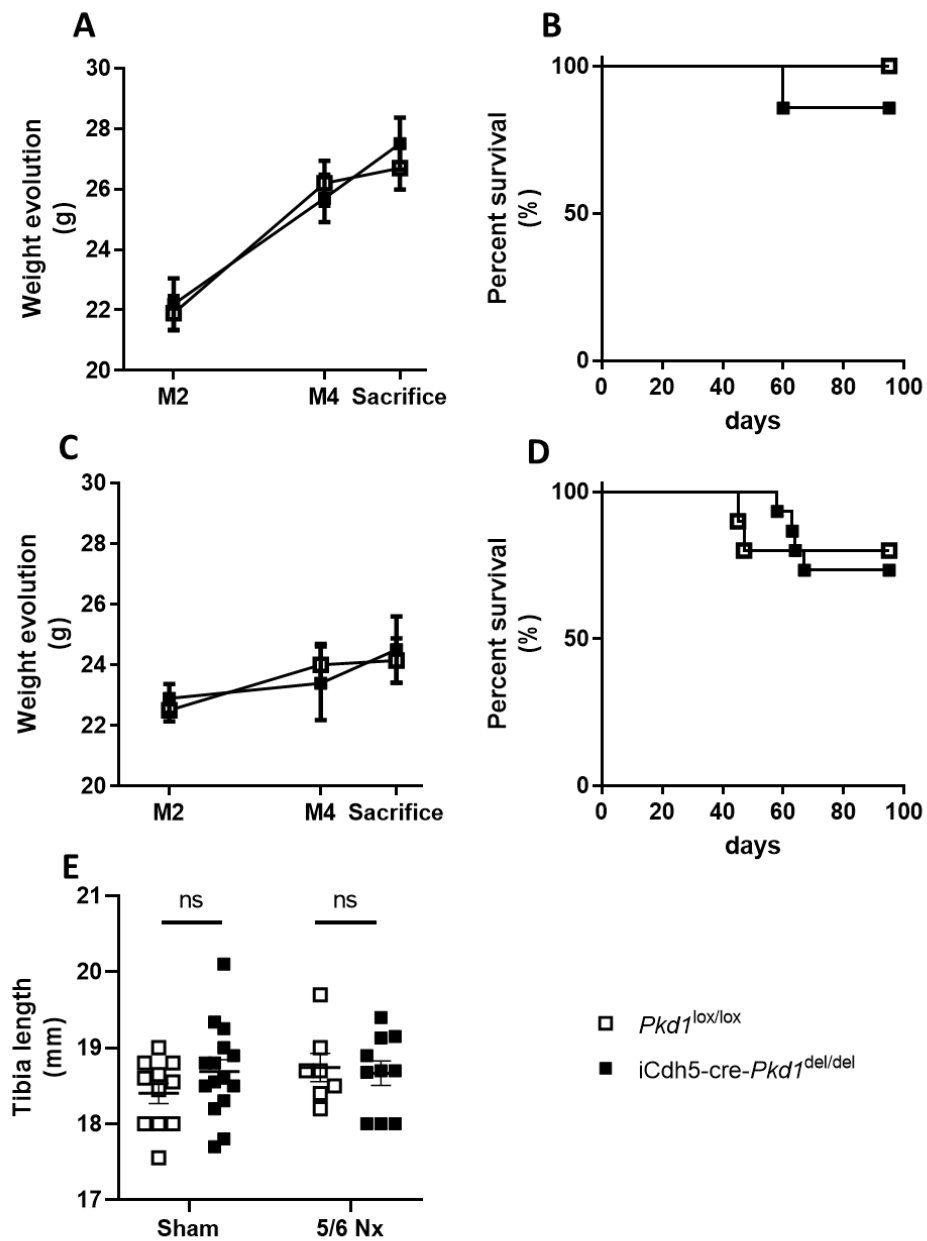 A
Weight evolution
(g)
30
28
26
24
22
20
M2
M4
Sacrifice
B
Percent survival
(%)
100
50
0
0
20
40
60
80
100
days
C
Weight evolution
(g)
30
28
26
24
22
20
M2
M4
Sacrifice
D
Percent survival
(%)
100
50
0
0
20
40
60
80
100
days
E
Tibia length
(mm)
21
20
19
18
17
ns
ns
Sham
5/6 Nx
Pkd1lox/lox
iCdh5-cre-Pkd1del/del